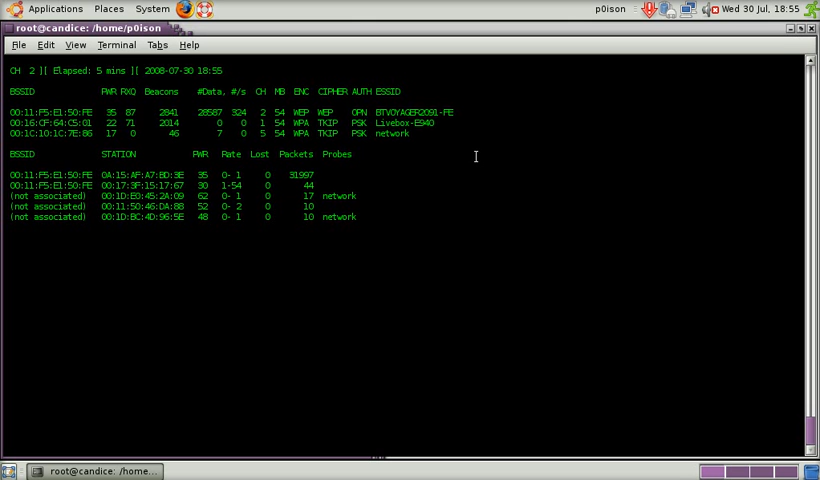 Applications Places System p0ison Wed 30 Jul, 18:55
root@candice: /home/p0ison
File Edit View Terminal Tabs Help
CH 2 ][ Elapsed: 5 mins ][ 2008-07-30 18:55
BSSID PWR RXQ Beacons #Data, #/s CH MB ENC CIPHER AUTH ESSID
00:11:F5:E1:50:FE 35 87 2841 28587 324 2 54 WEP WEP OPN BTVOYAGER2091-FE
00:16:CF:64:C5:01 22 71 2014 0 0 1 54 WPA TKIP PSK Livebox-E940
00:1C:10:1C:7E:86 17 0 46 7 0 5 54 WPA TKIP PSK network
BSSID STATION PWR Rate Lost Packets Probes
00:11:F5:E1:50:FE 0A:15:AF:A7:BD:3E 35 0- 1 0 31997
00:11:F5:E1:50:FE 00:17:3F:15:17:67 30 1-54 0 44
(not associated) 00:1D:E0:45:2A:09 62 0- 1 0 17 network
(not associated) 00:11:50:46:DA:88 52 0- 2 0 10
(not associated) 00:1D:BC:4D:96:5E 48 0- 1 0 10 network
root@candice: /home...